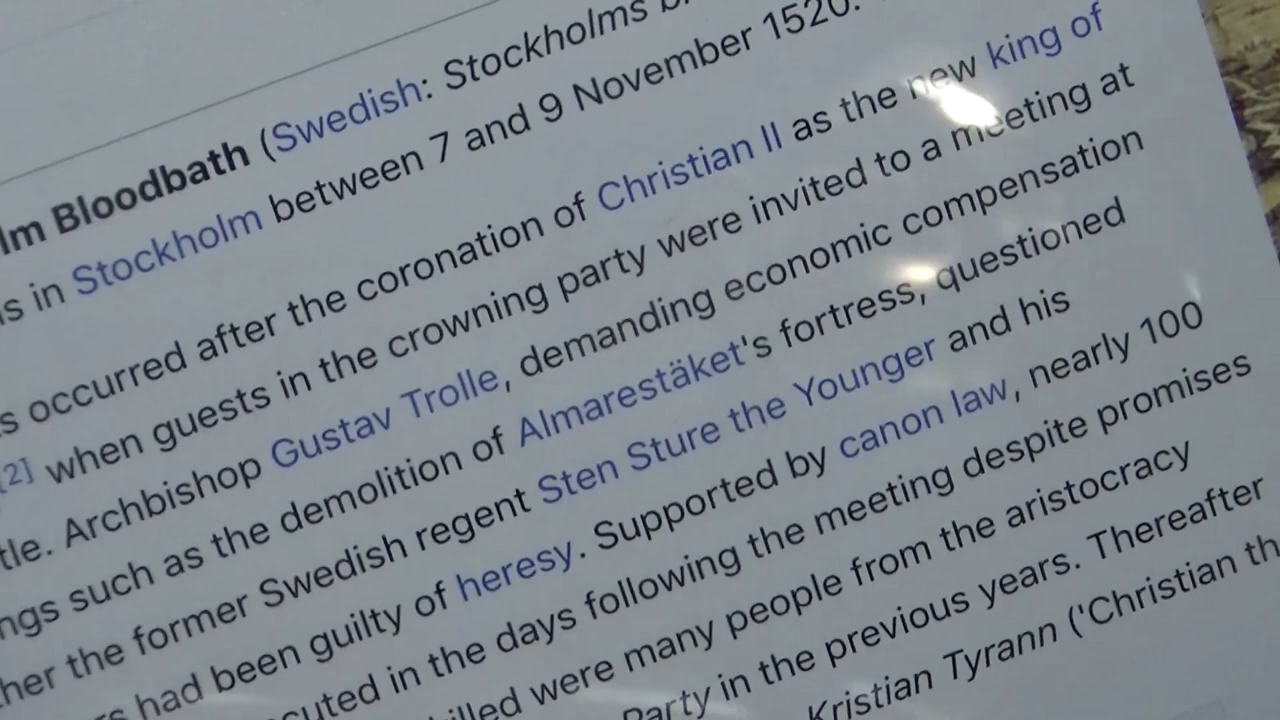 lm Bloodbath (Swedish: Stockholms
s in Stockholm between 7 and 9 November 1520.
s occurred after the coronation of Christian II as the new king of
[2] when guests in the crowning party were invited to a meeting at
tle. Archbishop Gustav Trolle, demanding economic compensation
ngs such as the demolition of Almarestäket's fortress, questioned
her the former Swedish regent Sten Sture the Younger and his
rs had been guilty of heresy. Supported by canon law, nearly 100
cuted in the days following the meeting despite promises
illed were many people from the aristocracy
Party in the previous years. Thereafter
Kristian Tyrann ('Christian th